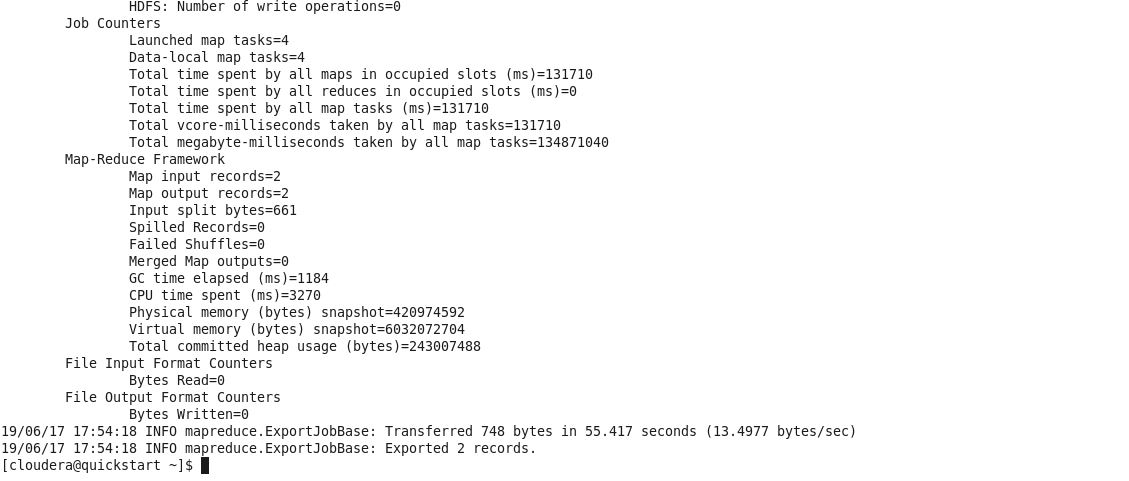 HDFS: Number of write operations=0
Job Counters
Launched map tasks=4
Data-local map tasks=4
Total time spent by all maps in occupied slots (ms)=131710
Total time spent by all reduces in occupied slots (ms)=0
Total time spent by all map tasks (ms)=131710
Total vcore-milliseconds taken by all map tasks=131710
Total megabyte-milliseconds taken by all map tasks=134871040
Map-Reduce Framework
Map input records=2
Map output records=2
Input split bytes=661
Spilled Records=0
Failed Shuffles=0
Merged Map outputs=0
GC time elapsed (ms)=1184
CPU time spent (ms)=3270
Physical memory (bytes) snapshot=420974592
Virtual memory (bytes) snapshot=6032072704
Total committed heap usage (bytes)=243007488
File Input Format Counters
Bytes Read=0
File Output Format Counters
Bytes Written=0
19/06/17 17:54:18 INFO mapreduce.ExportJobBase: Transferred 748 bytes in 55.417 seconds (13.4977 bytes/sec)
19/06/17 17:54:18 INFO mapreduce.ExportJobBase: Exported 2 records.
[cloudera@quickstart ~]$